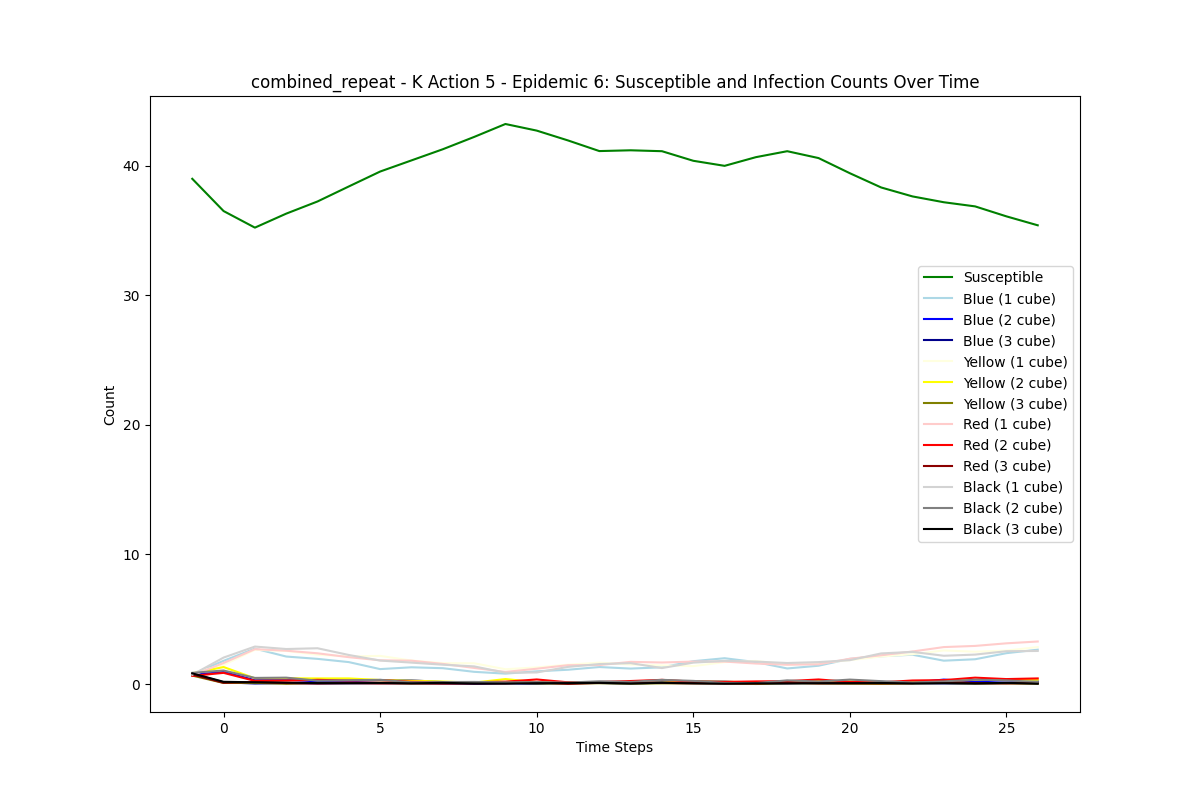 combined_repeat - K Action 5 - Epidemic 6: Susceptible and Infection Counts Over Time
Count
40
30
20
10
0
Susceptible
Blue (1 cube)
Blue (2 cube)
Blue (3 cube)
Yellow (1 cube)
Yellow (2 cube)
Yellow (3 cube)
Red (1 cube)
Red (2 cube)
Red (3 cube)
Black (1 cube)
Black (2 cube)
Black (3 cube)
0 5 10 15 20 25
Time Steps